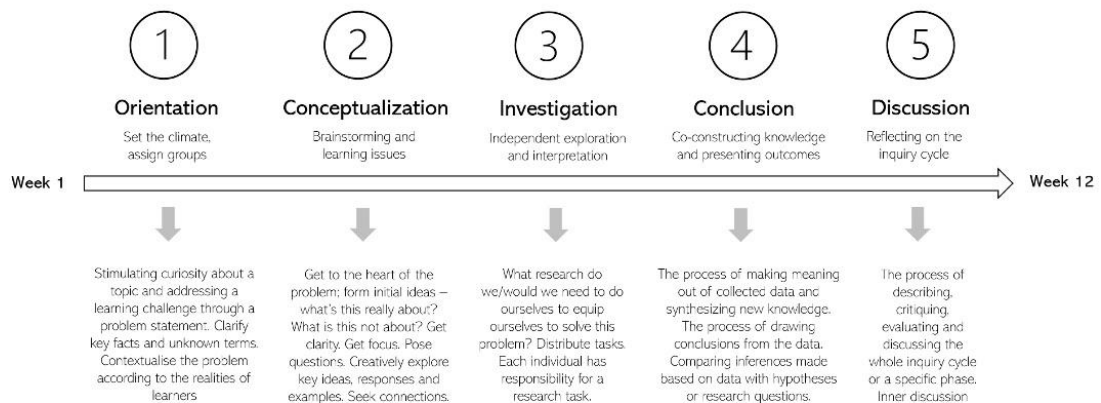 1
2
3
4
5
Orientation
Conceptualization
Investigation
Conclusion
Discussion
Set the climate,
assign groups
Brainstorming and
learning issues
Independent exploration
and interpretation
Co-constructing knowledge
and presenting outcomes
Reflecting on the
inquiry cycle
Week 1
Week 12
Stimulating curiosity about a
topic and addressing a
learning challenge through a
problem statement. Clarify
key facts and unknown terms.
Contextualise the problem
according to the realities of
learners
Get to the heart of the
problem; form initial ideas –
what's this really about?
What is this not about? Get
clarity. Get focus. Pose
questions. Creatively explore
key ideas, responses and
examples. Seek connections.
What research do
we/would we need to do
ourselves to equip
ourselves to solve this
problem? Distribute tasks.
Each individual has
responsibility for a
research task.
The process of making meaning
out of collected data and
synthesizing new knowledge.
The process of drawing
conclusions from the data.
Comparing inferences made
based on data with hypotheses
or research questions.
The process of
describing,
critiquing,
evaluating and
discussing the
whole inquiry cycle
or a specific phase.
Inner discussion